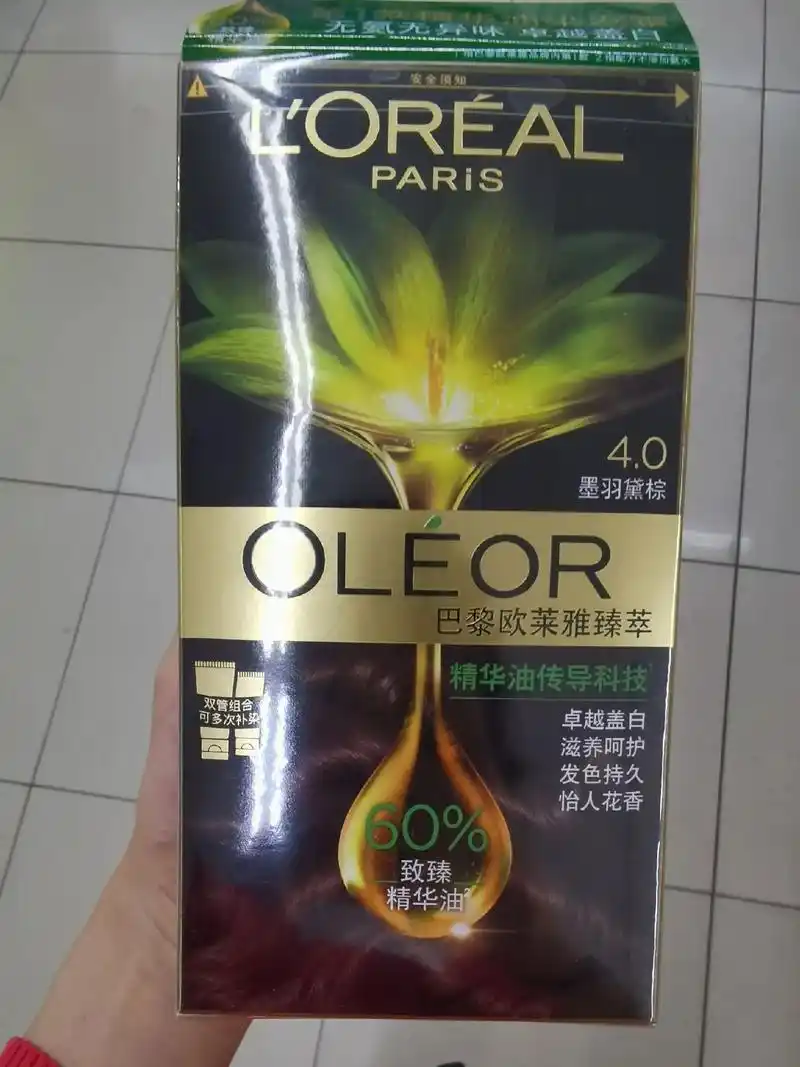 无氨无异味 卓越盖白
安全须知
L'ORÉAL
PARiS
4.0
墨羽黛棕
OLÉOR
巴黎欧莱雅臻萃
精华油传导科技¹
双管组合
可多次补染
卓越盖白
滋养呵护
发色持久
怡人花香
60%
致臻
精华油²